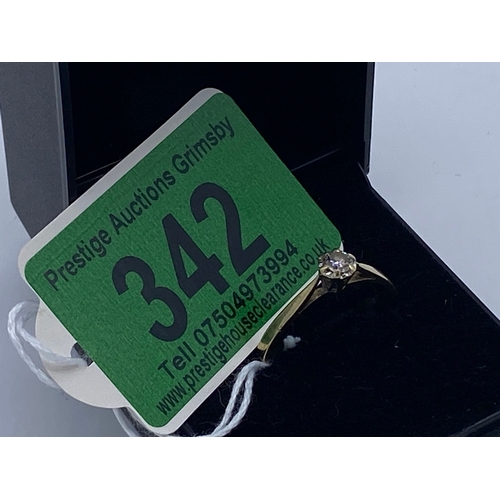 Prestige Auctions Grimsby
342
Tell 07504973994
www.prestigehouseclearance.co.uk